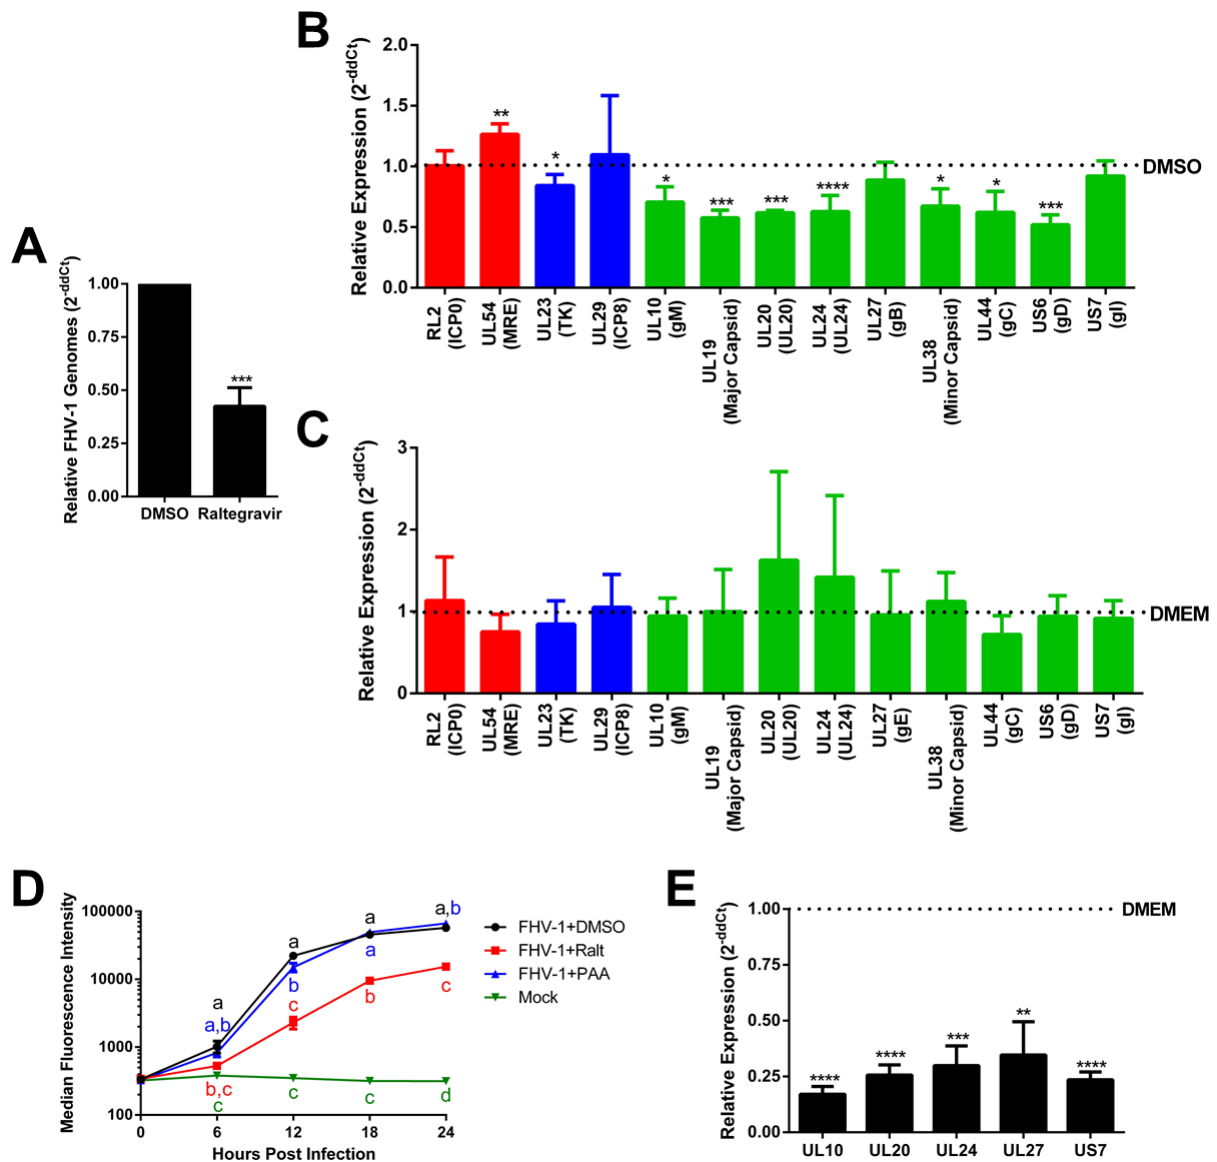 A
Relative FHV-1 Genomes (2-ddCt)
1.00
0.75
0.50
0.25
0.00
***
DMSO Raltegravir
B
Relative Expression (2-ddCt)
2.0
1.5
1.0
0.5
0.0
** * * *** *** **** * * ***
DMSO
RL2 (ICP0)
UL54 (MRE)
UL23 (TK)
UL29 (ICP8)
UL10 (gM)
UL19 (Major Capsid)
UL20 (UL20)
UL24 (UL24)
UL27 (gB)
UL38 (Minor Capsid)
UL44 (gC)
US6 (gD)
US7 (gI)
C
Relative Expression (2-ddCt)
3
2
1
0
DMEM
RL2 (ICP0)
UL54 (MRE)
UL23 (TK)
UL29 (ICP8)
UL10 (gM)
UL19 (Major Capsid)
UL20 (UL20)
UL24 (UL24)
UL27 (gE)
UL38 (Minor Capsid)
UL44 (gC)
US6 (gD)
US7 (gI)
D
Median Fluorescence Intensity
100000
10000
1000
100
a
a,b
b,c
c
a
b
c
c
a
a
b
c
a,b
c
d
0 6 12 18 24
Hours Post Infection
FHV-1+DMSO
FHV-1+Ralt
FHV-1+PAA
Mock
E
Relative Expression (2-ddCt)
1.00
0.75
0.50
0.25
0.00
DMEM
**** **** *** ** ****
UL10 UL20 UL24 UL27 US7